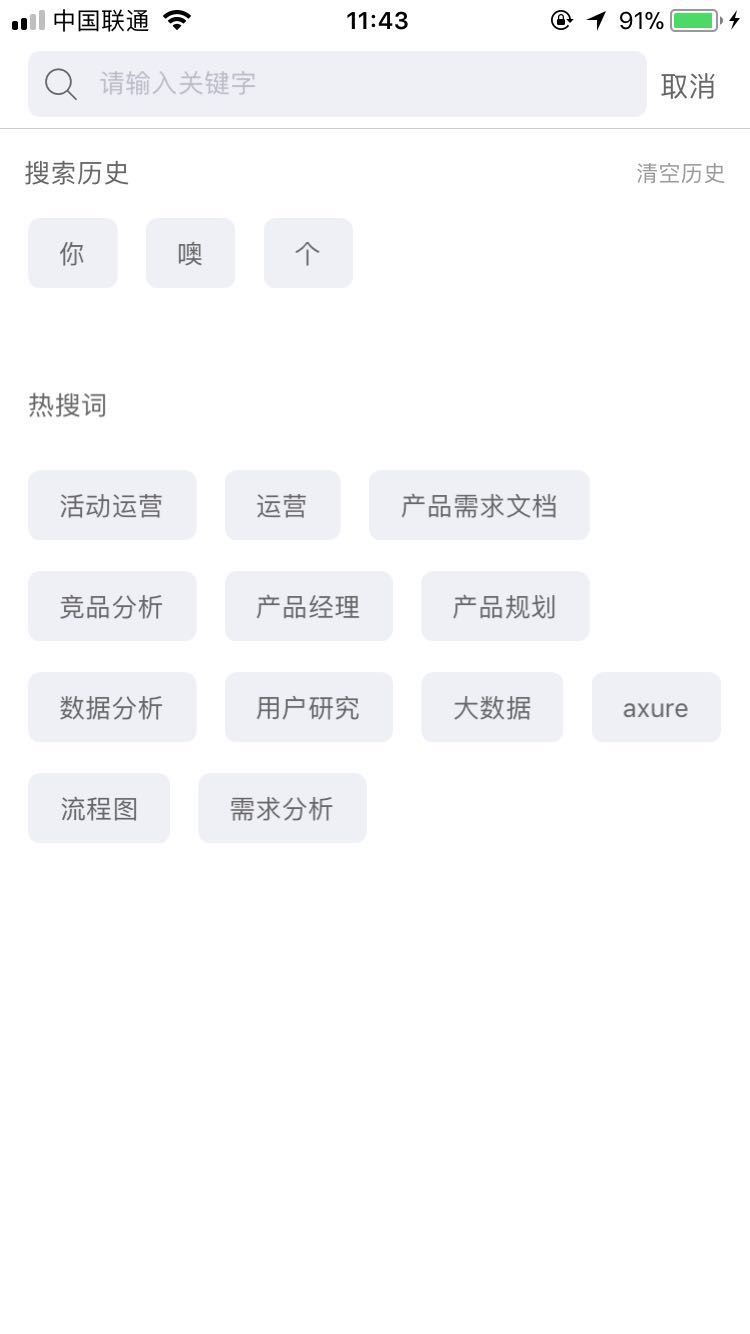 中国联通 11:43 91%
请输入关键字 取消
搜索历史 清空历史
你 噢 个
热搜词
活动运营 运营 产品需求文档
竞品分析 产品经理 产品规划
数据分析 用户研究 大数据 axure
流程图 需求分析